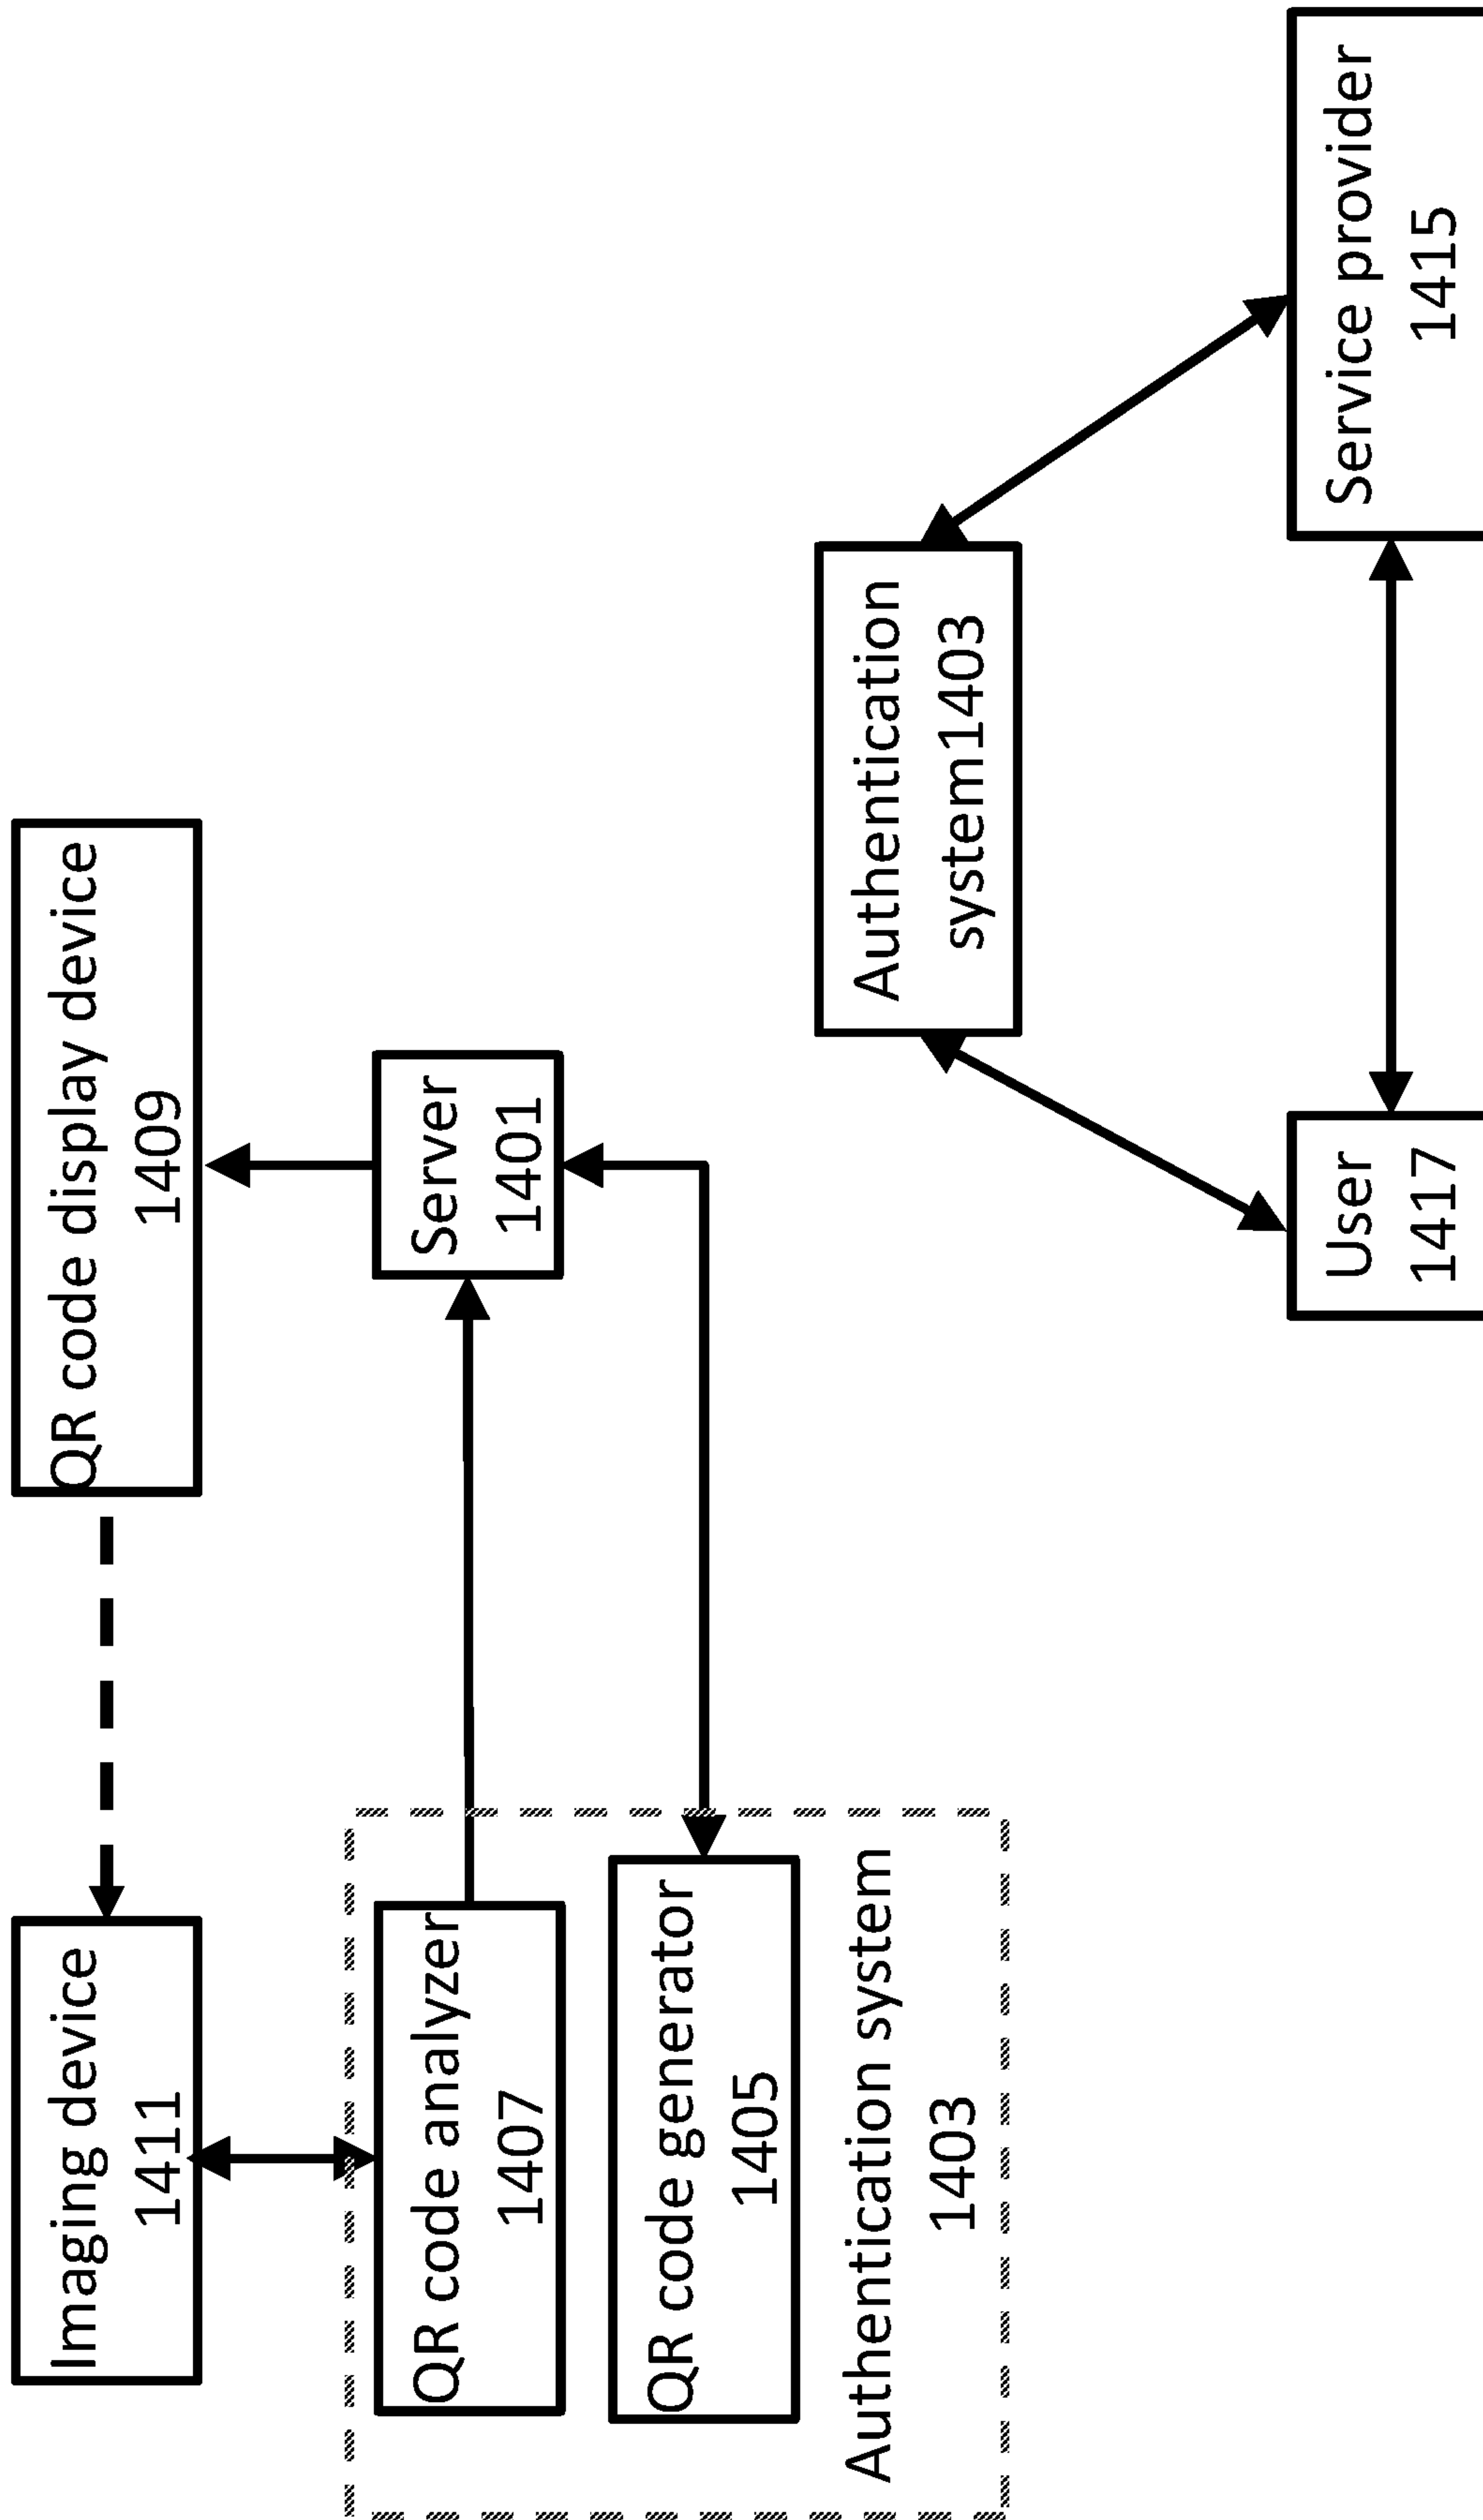 Imaging device
1411
QR code display device
1409
QR code analyzer
1407
Server
1401
QR code generator
1405
Authentication system
1403
Authentication
system1403
User
1417
Service provider
1415